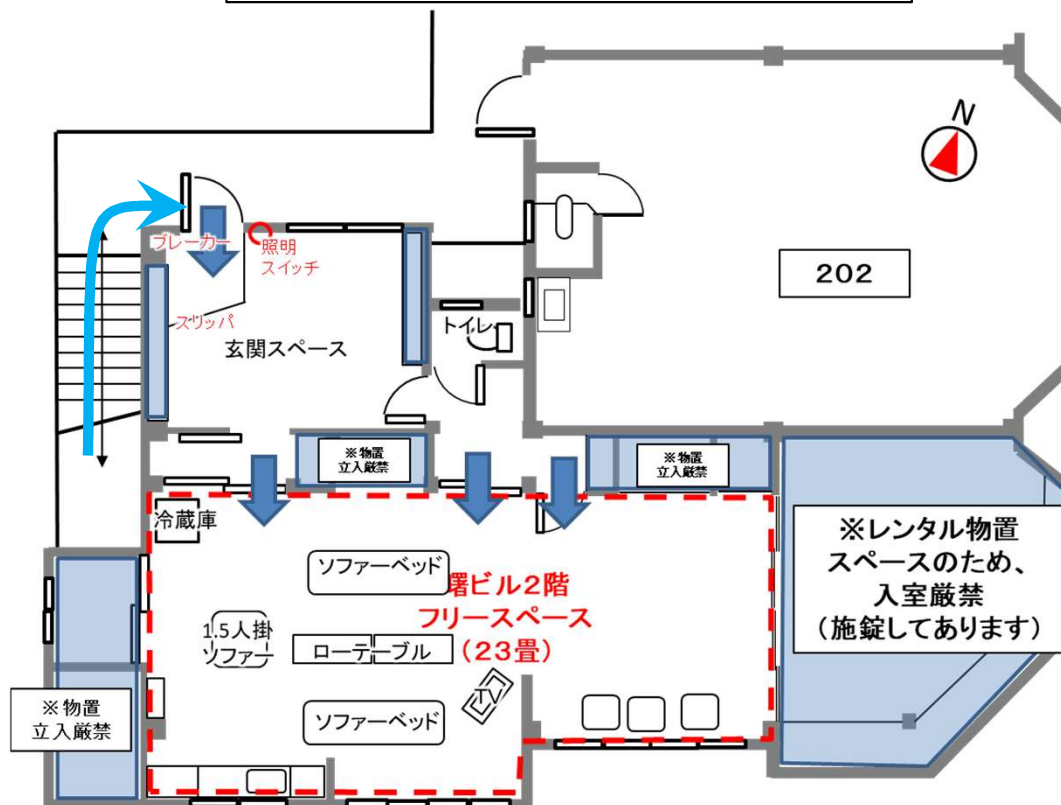 N
202
ブレーカー
照明
スイッチ
スリッパ
玄関スペース
トイレ
※物置
立入厳禁
※物置
立入厳禁
冷蔵庫
ソファーベッド
曙ビル2階
フリースペース
(23畳)
1.5人掛
ソファー
ローテーブル
ソファーベッド
※レンタル物置
スペースのため、
入室厳禁
(施錠してあります)
※物置
立入厳禁